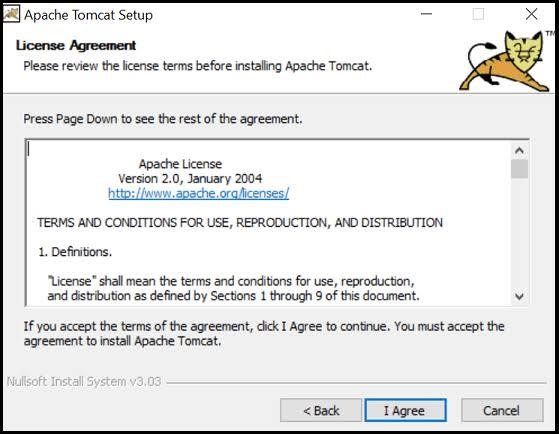 Apache Tomcat Setup
License Agreement
Please review the license terms before installing Apache Tomcat.
TM
Press Page Down to see the rest of the agreement.
Apache License
Version 2.0, January 2004
http://www.apache.org/licenses/
TERMS AND CONDITIONS FOR USE, REPRODUCTION, AND DISTRIBUTION
1. Definitions.
"License" shall mean the terms and conditions for use, reproduction,
and distribution as defined by Sections 1 through 9 of this document.
If you accept the terms of the agreement, click I Agree to continue. You must accept the
agreement to install Apache Tomcat.
Nullsoft Install System v3.03
< Back I Agree Cancel